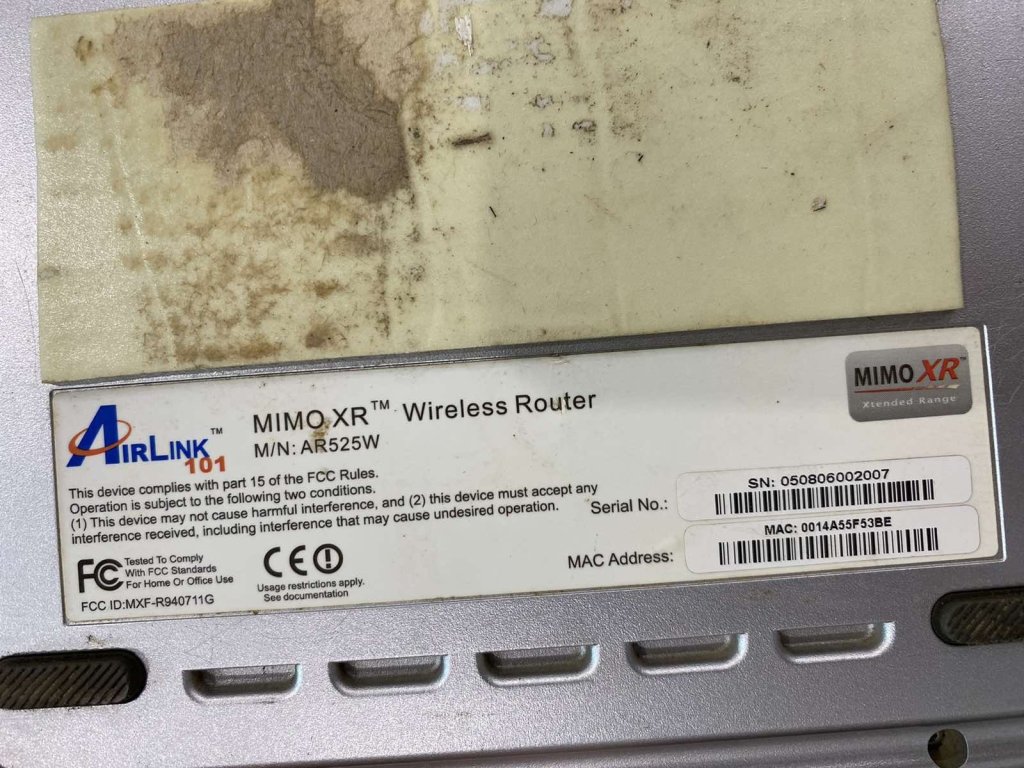 AIRLINK™
101
MIMO XR™ Wireless Router
M/N: AR525W
MIMO XR™
Xtended Range
This device complies with part 15 of the FCC Rules.
Operation is subject to the following two conditions.
(1) This device may not cause harmful interference, and (2) this device must accept any
interference received, including interference that may cause undesired operation.
Serial No.:
SN: 050806002007
MAC Address:
MAC: 0014A55F53BE
FC
Tested To Comply
With FCC Standards
For Home Or Office Use
FCC ID:MXF-R940711G
CE
Usage restrictions apply.
See documentation